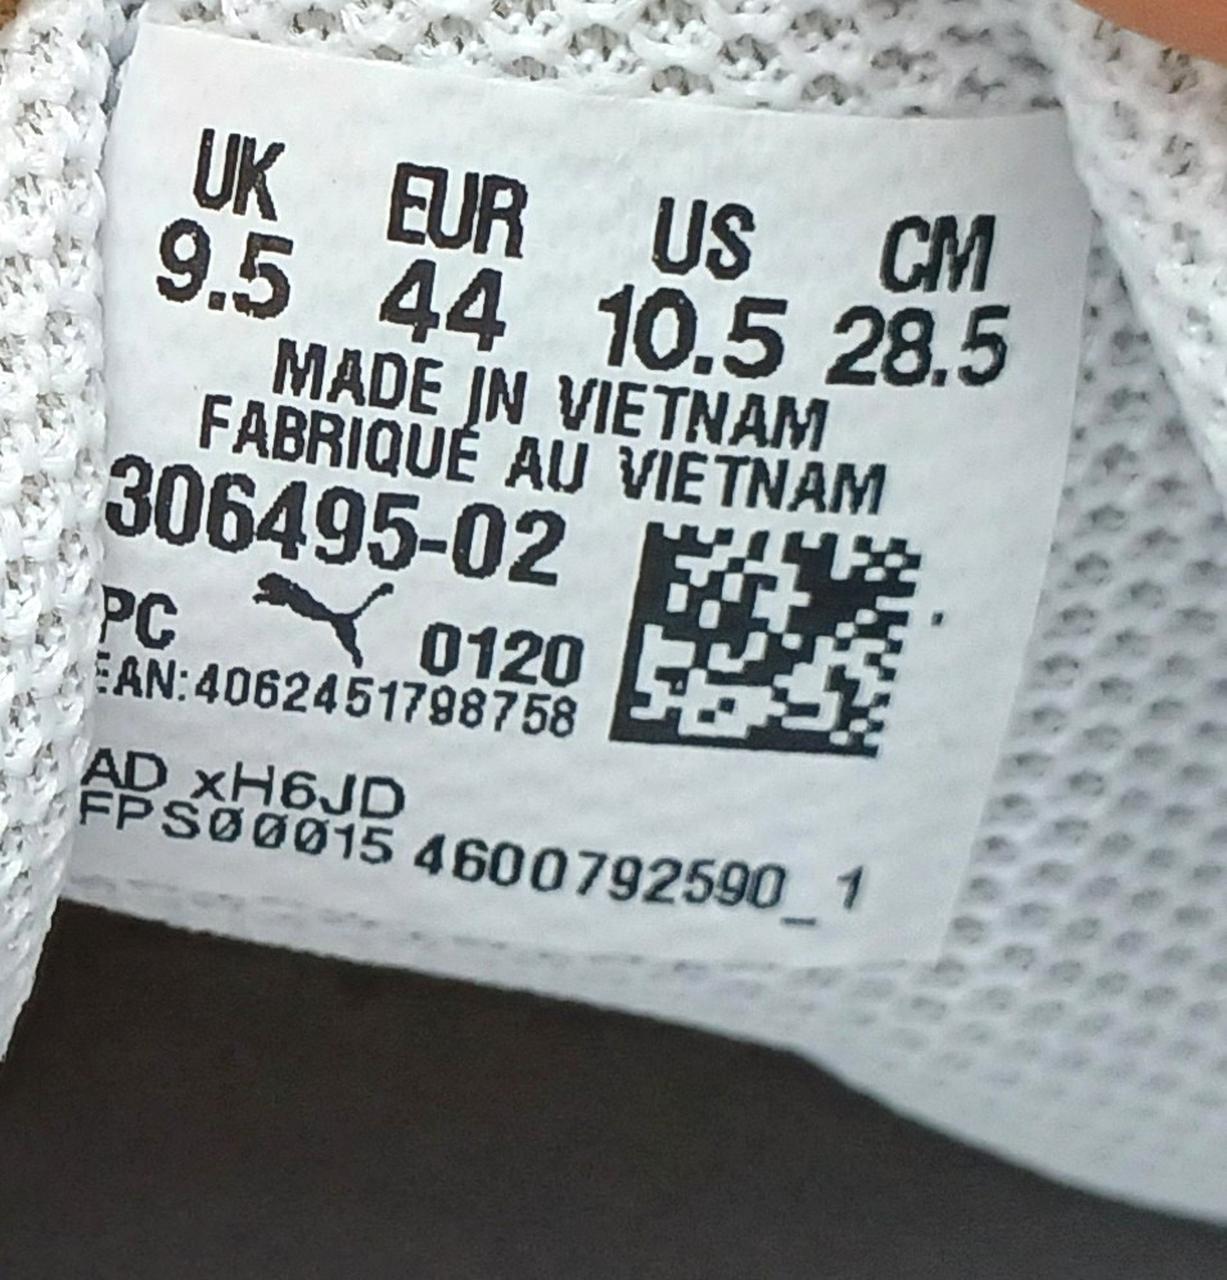 UK EUR US CM
9.5 44 10.5 28.5
MADE IN VIETNAM
FABRIQUÉ AU VIETNAM
306495-02
PC 0120
EAN:4062451798758
AD xH6JD
FPS00015 4600792590_1